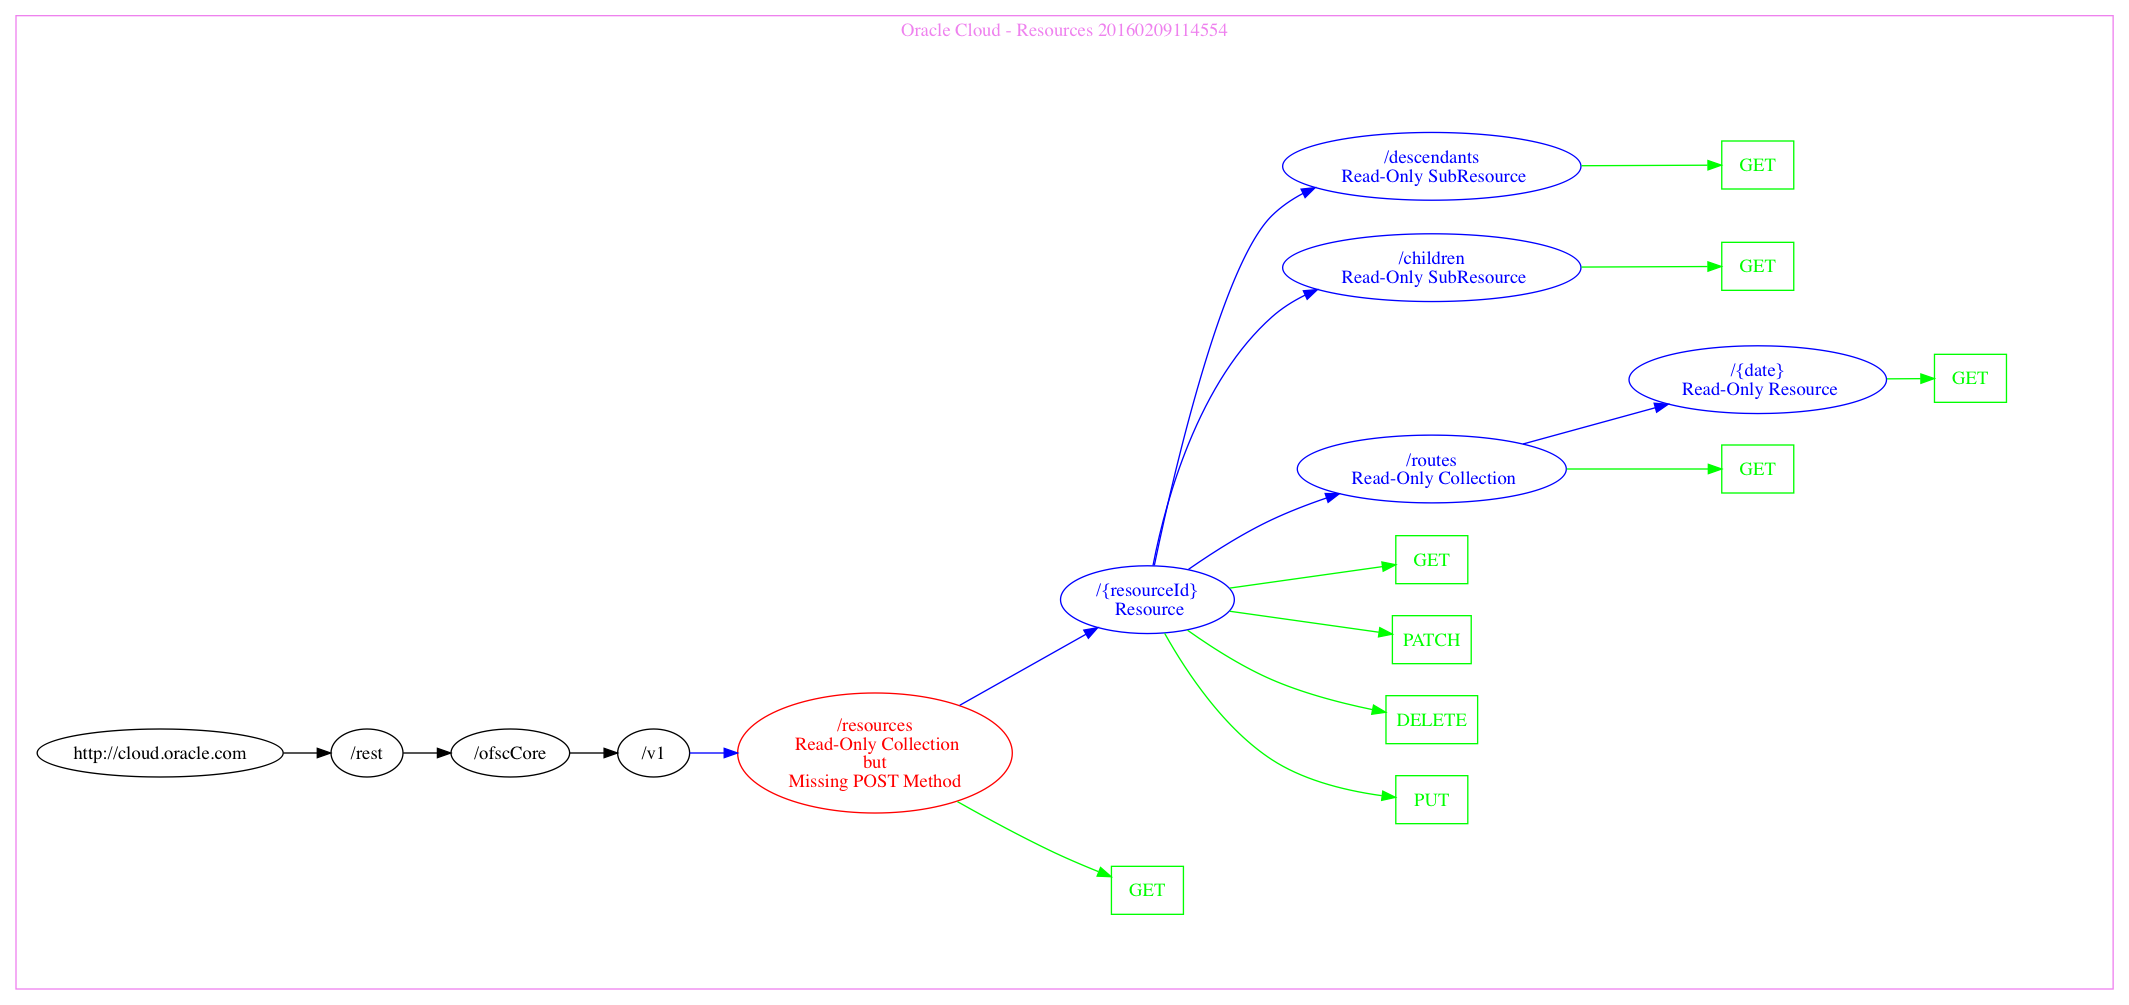 Oracle Cloud - Resources 20160209114554
/descendants
Read-Only SubResource
GET
/children
Read-Only SubResource
GET
/{date}
Read-Only Resource
GET
/routes
Read-Only Collection
GET
/{resourceId}
Resource
GET
PATCH
DELETE
PUT
http://cloud.oracle.com
/rest
/ofscCore
/v1
/resources
Read-Only Collection
but
Missing POST Method
GET